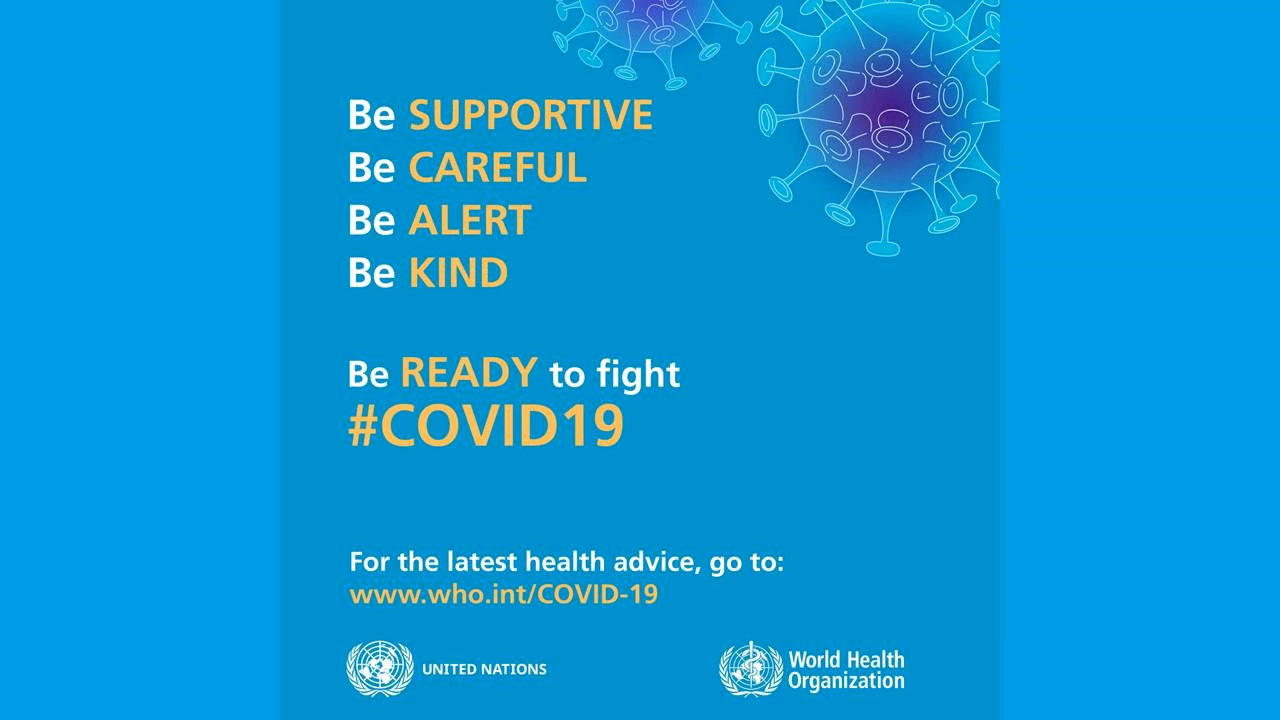 Be SUPPORTIVE
Be CAREFUL
Be ALERT
Be KIND
Be READY to fight
#COVID19
For the latest health advice, go to:
www.who.int/COVID-19
UNITED NATIONS
World Health
Organization